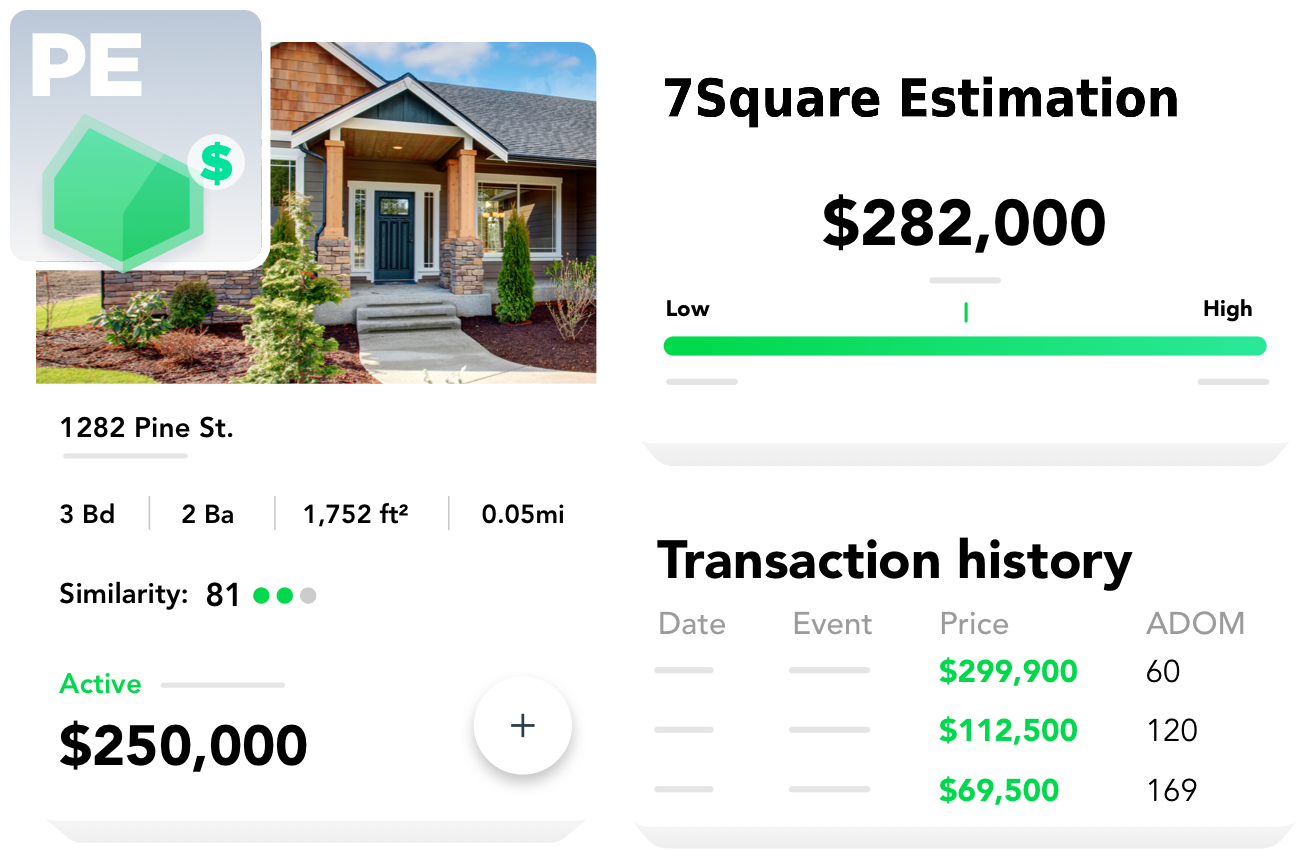 PE
$
1282 Pine St.
3 Bd 2 Ba 1,752 ft² 0.05mi
Similarity: 81
Active
$250,000
+
7Square Estimation
$282,000
Low High
Transaction history
Date Event Price ADOM
$299,900 60
$112,500 120
$69,500 169